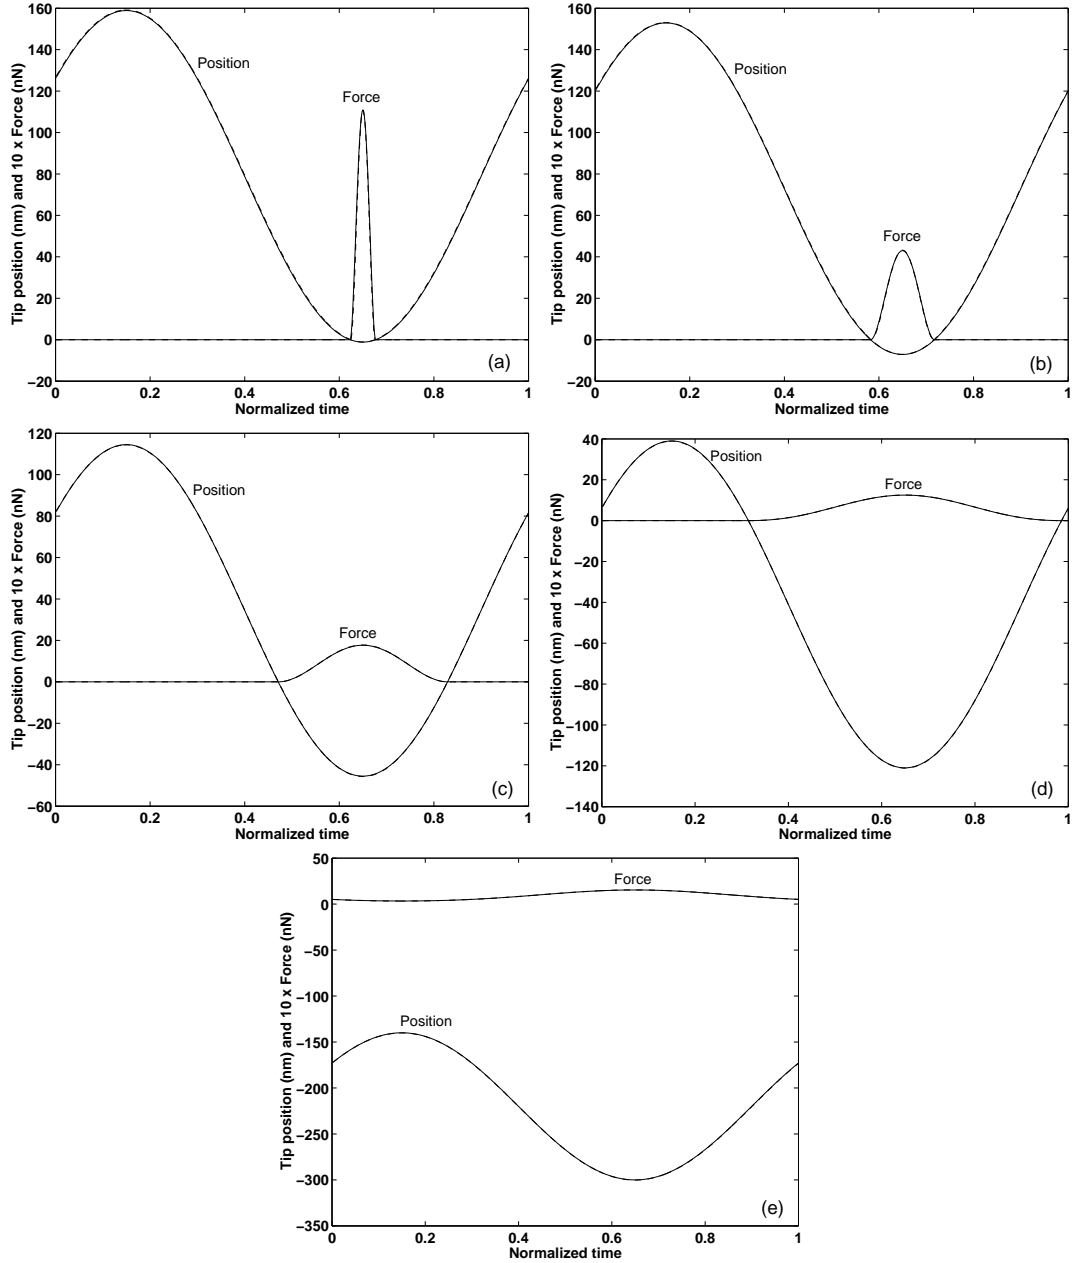 160
140
120
100
80
60
40
20
0
−20
Tip position (nm) and 10 x Force (nN)
Position
Force
(a)
0 0.2 0.4 0.6 0.8 1
Normalized time
160
140
120
100
80
60
40
20
0
−20
Tip position (nm) and 10 x Force (nN)
Position
Force
(b)
0 0.2 0.4 0.6 0.8 1
Normalized time
120
100
80
60
40
20
0
−20
−40
−60
Tip position (nm) and 10 x Force (nN)
Position
Force
(c)
0 0.2 0.4 0.6 0.8 1
Normalized time
40
20
0
−20
−40
−60
−80
−100
−120
−140
Tip position (nm) and 10 x Force (nN)
Position
Force
(d)
0 0.2 0.4 0.6 0.8 1
Normalized time
50
0
−50
−100
−150
−200
−250
−300
−350
Tip position (nm) and 10 x Force (nN)
Force
Position
(e)
0 0.2 0.4 0.6 0.8 1
Normalized time